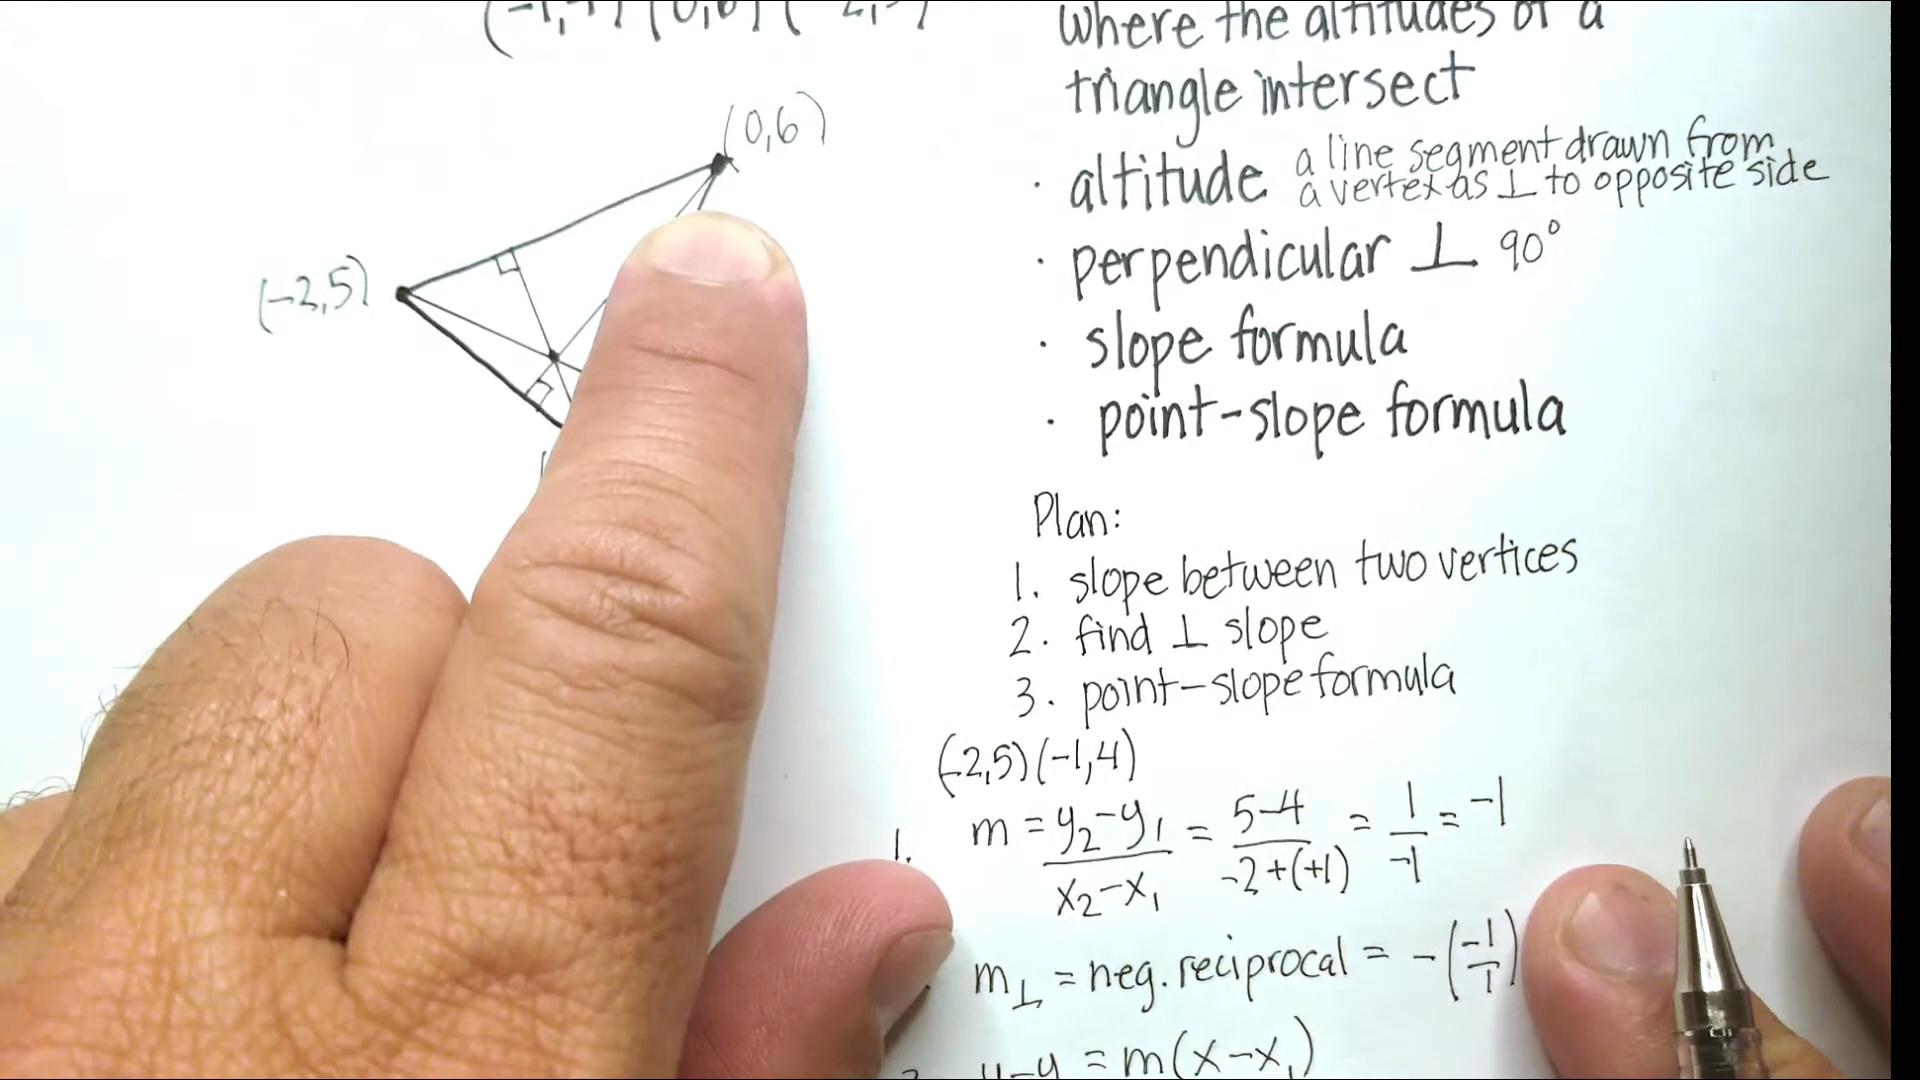 where the altitudes of a
triangle intersect
(0,6)
· altitude a line segment drawn from
a vertex as ⊥ to opposite side
(-2,5)
· perpendicular ⊥ 90°
· slope formula
· point-slope formula
Plan:
1. slope between two vertices
2. find ⊥ slope
3. point-slope formula
(-2,5)(-1,4)
1. m = y₂-y₁/x₂-x₁ = 5-4/-2+(+1) = 1/-1 = -1
m⊥ = neg. reciprocal = -(-1/1)
y-y = m(x-x₁)